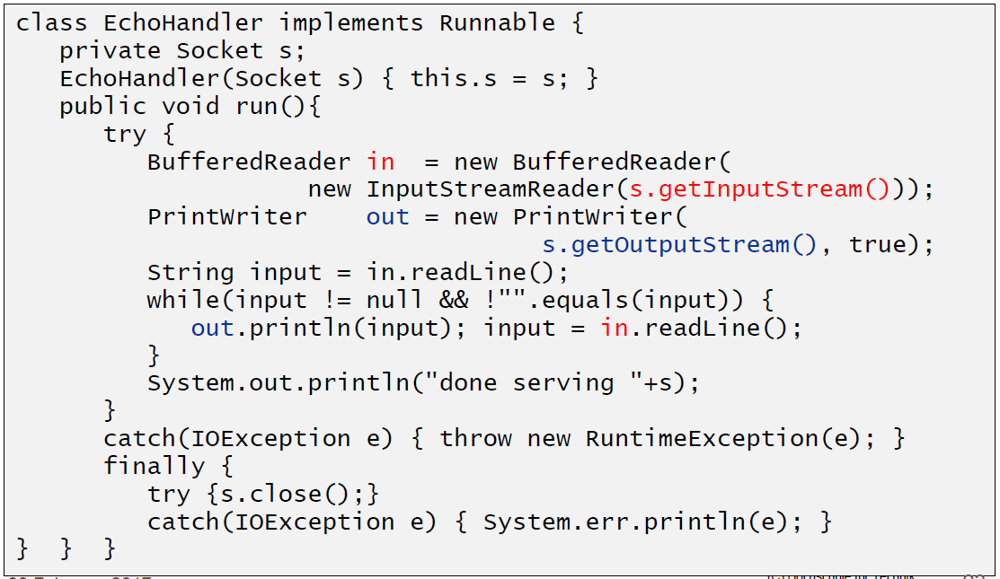 class EchoHandler implements Runnable {
   private Socket s;
   EchoHandler(Socket s) { this.s = s; }
   public void run(){
      try {
         BufferedReader in  = new BufferedReader(
                    new InputStreamReader(s.getInputStream()));
         PrintWriter    out = new PrintWriter(
                                    s.getOutputStream(), true);
         String input = in.readLine();
         while(input != null && !"".equals(input)) {
            out.println(input); input = in.readLine();
         }
         System.out.println("done serving "+s);
      }
      catch(IOException e) { throw new RuntimeException(e); }
      finally {
         try {s.close();}
         catch(IOException e) { System.err.println(e); }
}  }  }